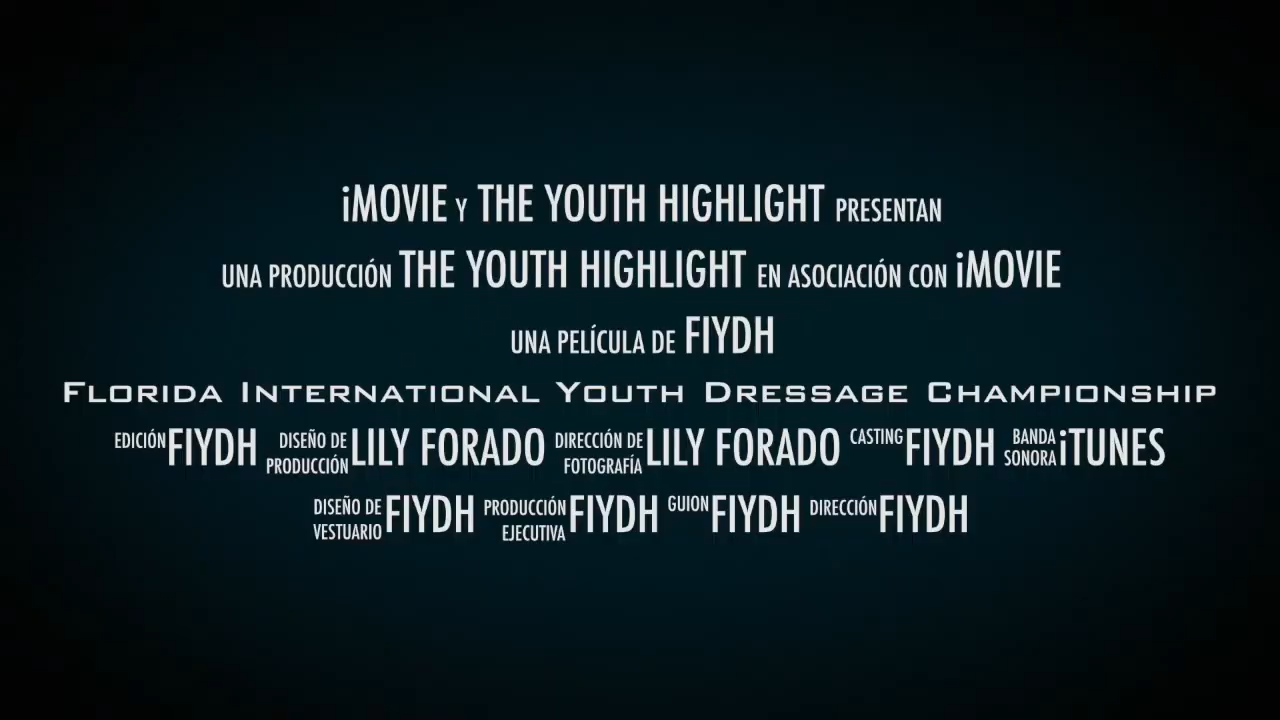 iMOVIE Y THE YOUTH HIGHLIGHT PRESENTAN
UNA PRODUCCIÓN THE YOUTH HIGHLIGHT EN ASOCIACIÓN CON iMOVIE
UNA PELÍCULA DE FIYDH
FLORIDA INTERNATIONAL YOUTH DRESSAGE CHAMPIONSHIP
EDICIÓN FIYDH DISEÑO DE PRODUCCIÓN LILY FORADO DIRECCIÓN DE FOTOGRAFÍA LILY FORADO CASTING FIYDH BANDA SONORA iTUNES
DISEÑO DE VESTUARIO FIYDH PRODUCCIÓN EJECUTIVA FIYDH GUION FIYDH DIRECCIÓN FIYDH